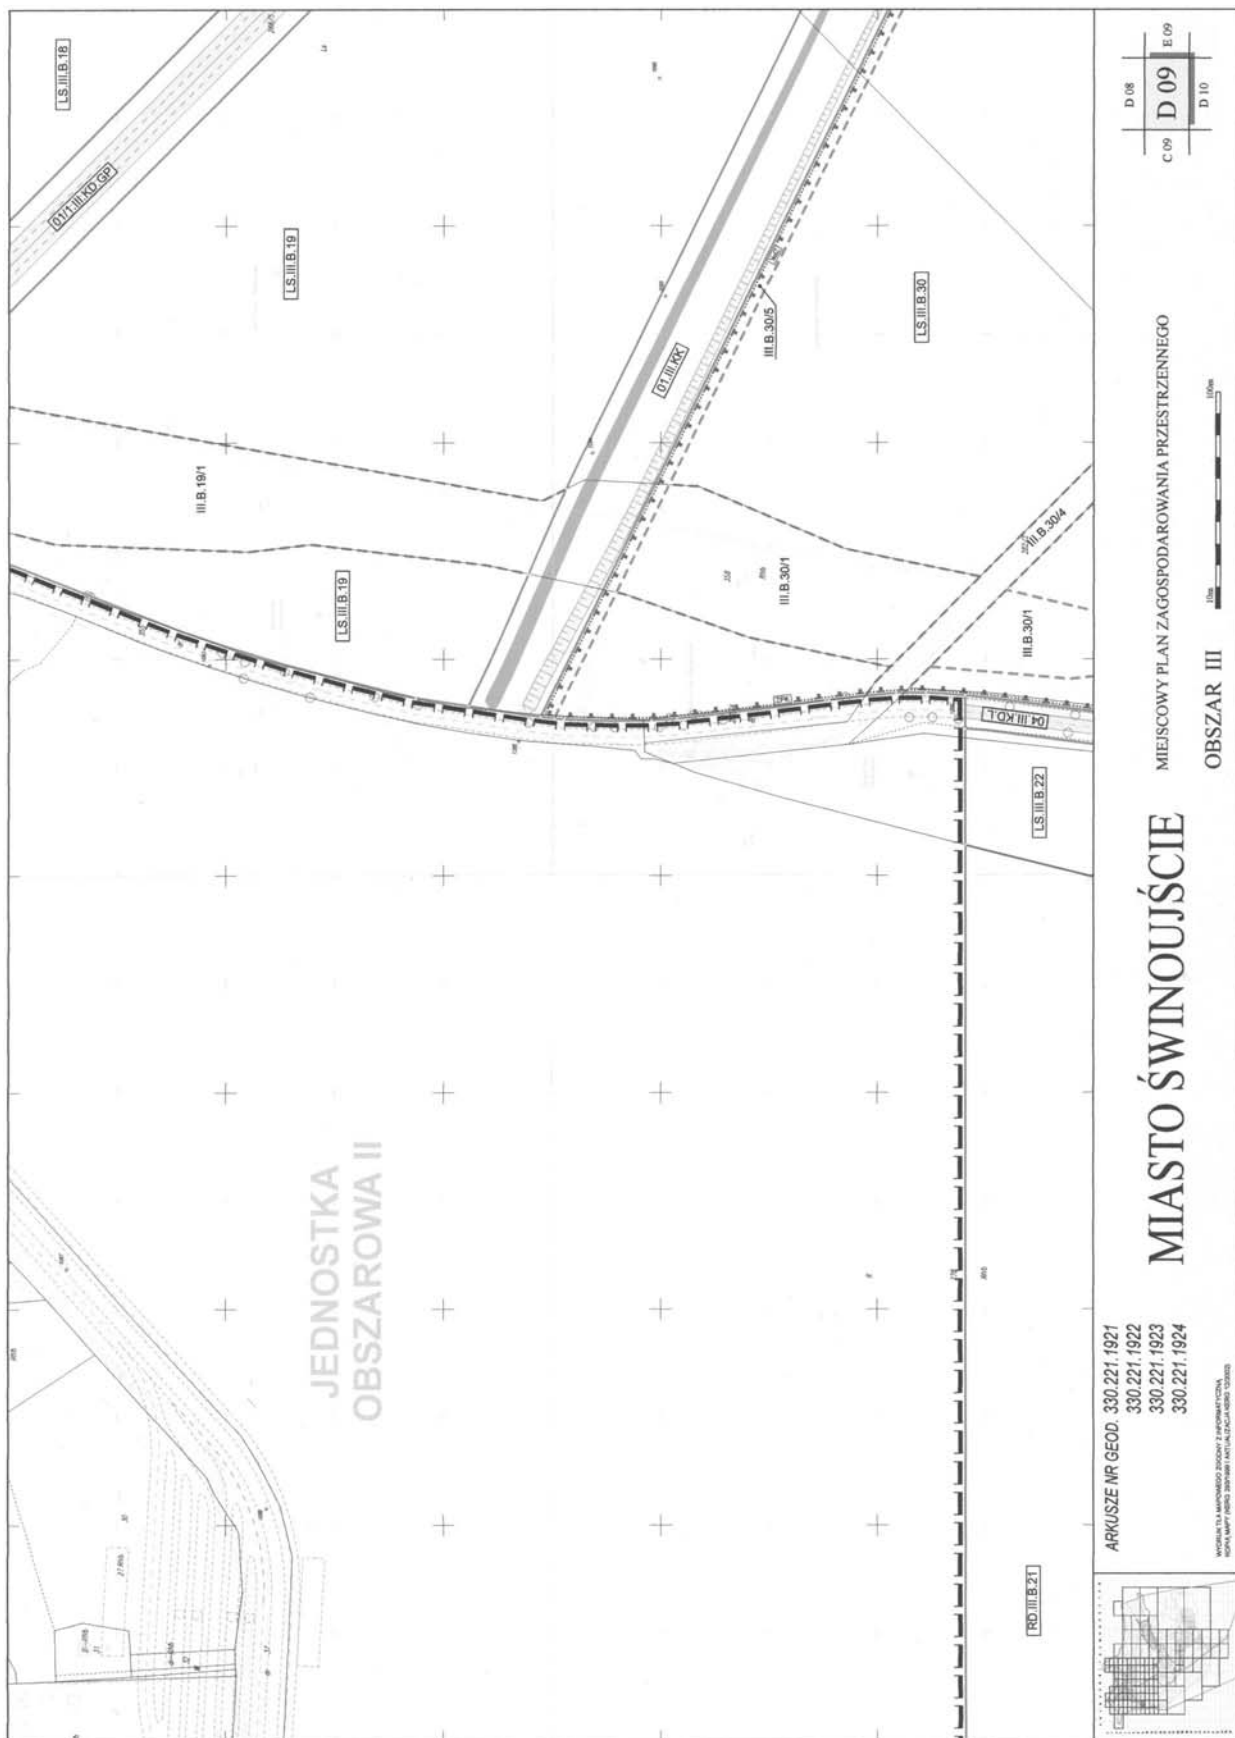 LS.III.B.18
01/1.III.KD.GP
LS.III.B.19
III.B.19/1
LS.III.B.19
01.III.KK
III.B.30/5
LS.III.B.30
III.B.30/1
III.B.30/4
III.B.30/1
04.III.KD.L
LS.III.B.22
JEDNOSTKA
OBSZAROWA II
RD.III.B.21
D 08
C 09 D 09 E 09
D 10
MIEJSCOWY PLAN ZAGOSPODAROWANIA PRZESTRZENNEGO
MIASTO ŚWINOUJŚCIE
OBSZAR III
10m 100m
ARKUSZE NR GEOD. 330.221.1921
330.221.1922
330.221.1923
330.221.1924